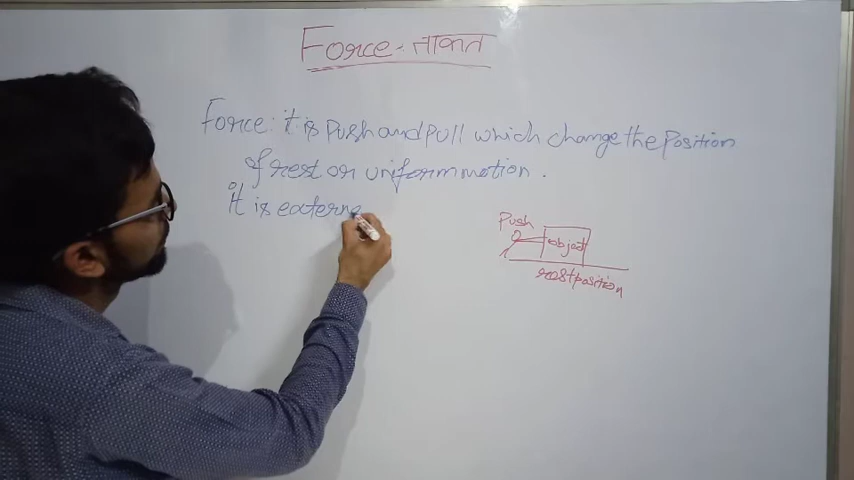 Force - ताकत
Force: it is Push and Pull which change the Position
of rest or uniform motion.
it is externe
Push
object
rest position